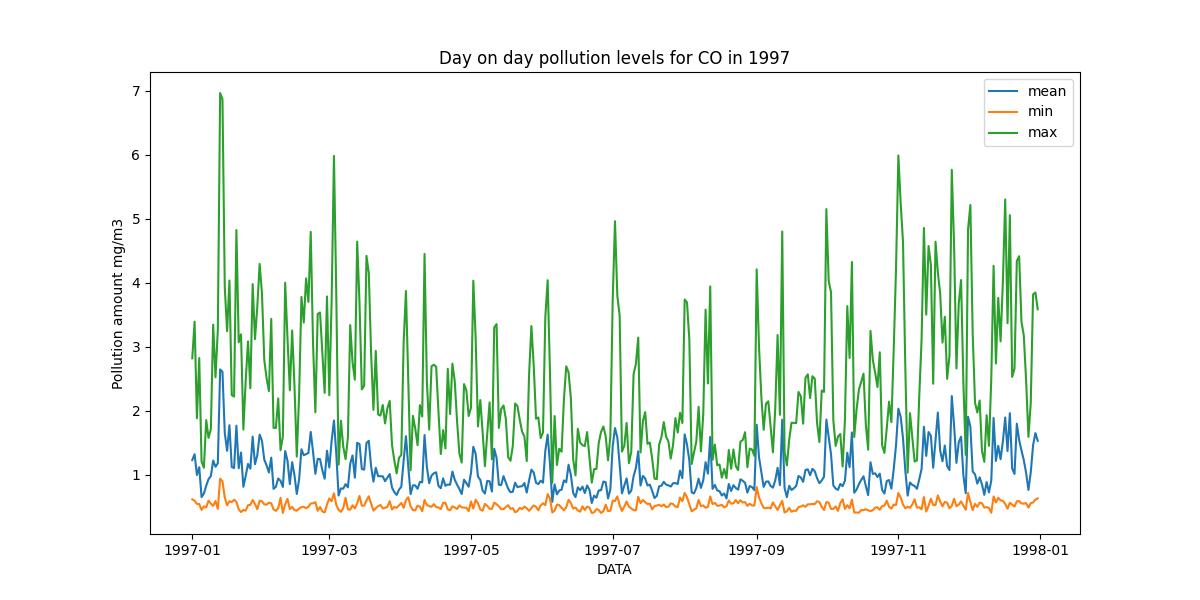 Day on day pollution levels for CO in 1997
mean
min
max
Pollution amount mg/m3
7
6
5
4
3
2
1
1997-01
1997-03
1997-05
1997-07
1997-09
1997-11
1998-01
DATA